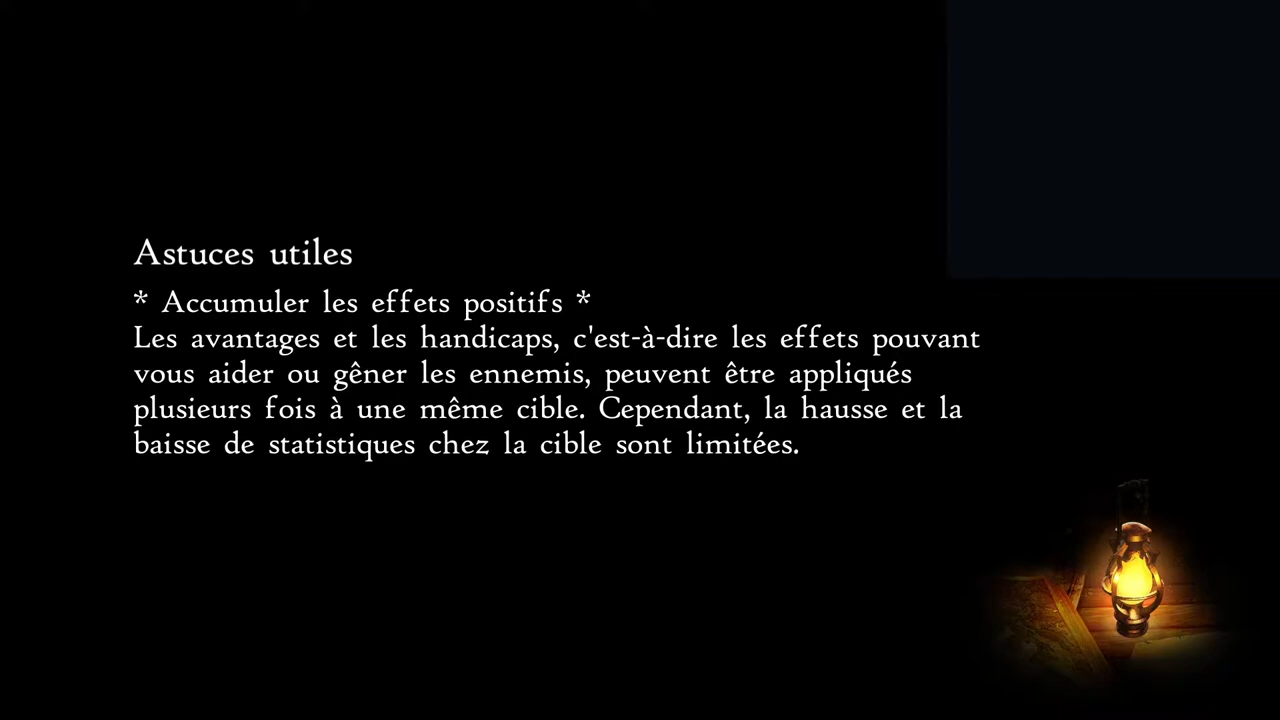 Astuces utiles
* Accumuler les effets positifs *
Les avantages et les handicaps, c'est-à-dire les effets pouvant
vous aider ou gêner les ennemis, peuvent être appliqués
plusieurs fois à une même cible. Cependant, la hausse et la
baisse de statistiques chez la cible sont limitées.